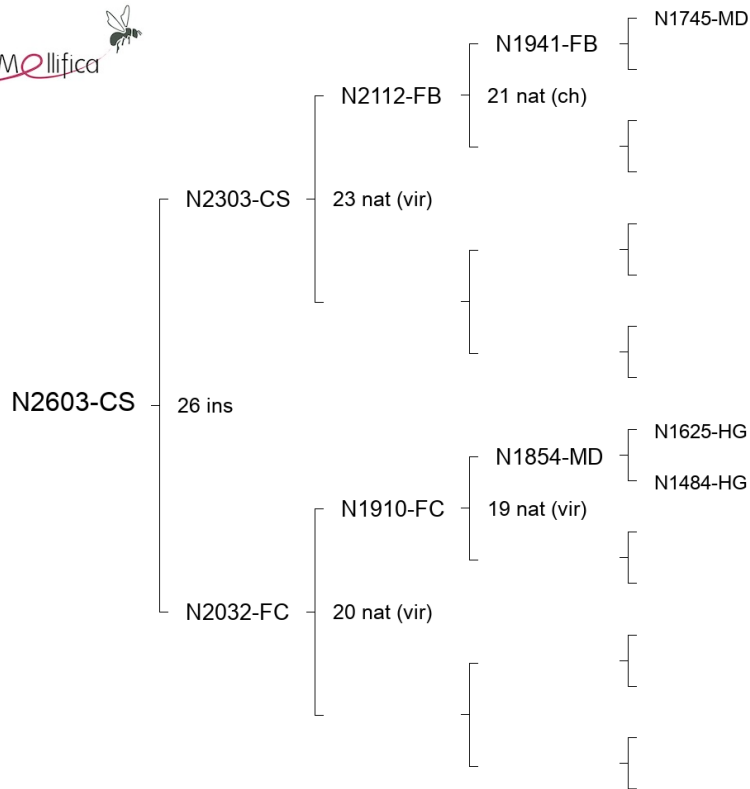 Mellifica
N1745-MD
N1941-FB
N2112-FB
21 nat (ch)
N2303-CS
23 nat (vir)
N2603-CS
26 ins
N1625-HG
N1854-MD
N1484-HG
N1910-FC
19 nat (vir)
N2032-FC
20 nat (vir)